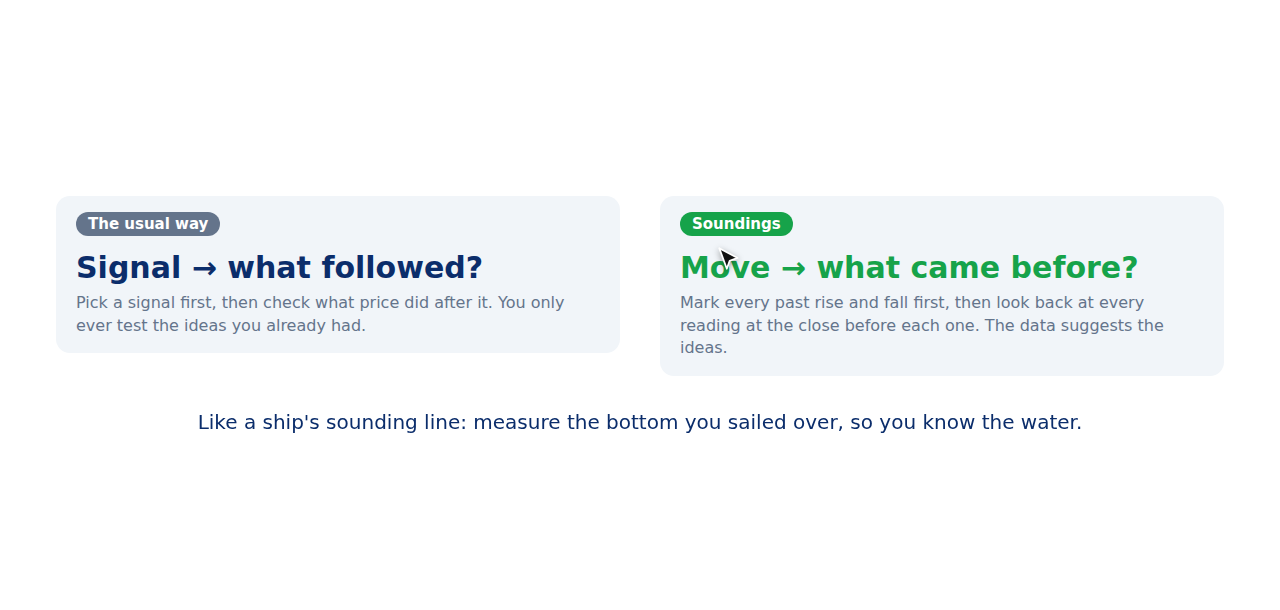 The usual way
Signal → what followed?
Pick a signal first, then check what price did after it. You only
ever test the ideas you already had.
Soundings
Move → what came before?
Mark every past rise and fall first, then look back at every
reading at the close before each one. The data suggests the
ideas.
Like a ship's sounding line: measure the bottom you sailed over, so you know the water.